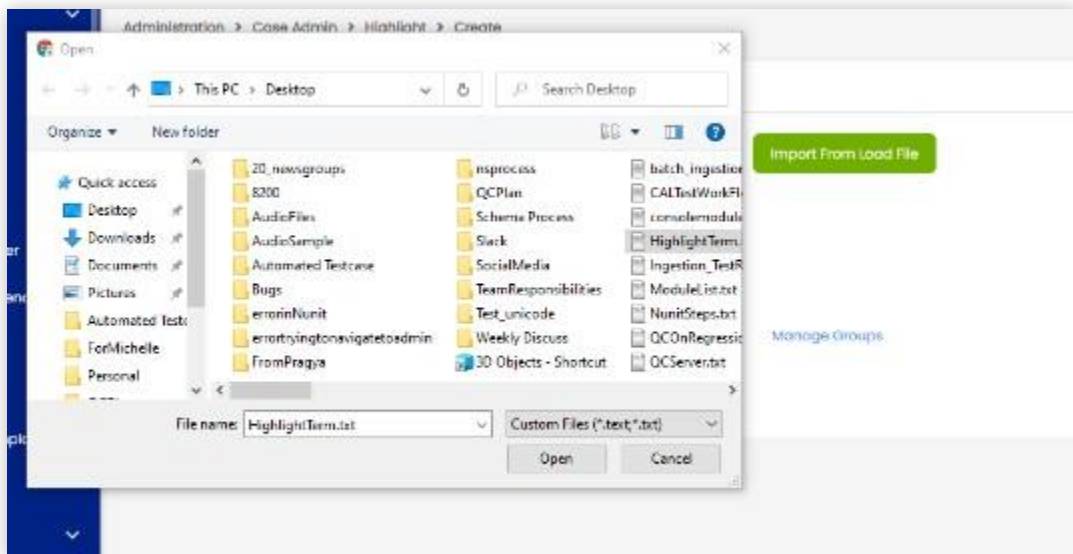 Administration > Case Admin > Highlight > Create
Open
This PC > Desktop
Search Desktop
Organize
New folder
Import From Load File
Quick access
Desktop
Downloads
Documents
Pictures
Automated Testc
ForMichelle
Personal
20_newsgroups
8200
AudioFiles
AudioSample
Automated Testcase
Bugs
errorinNunit
errortryingtonavigatetoadmin
FromPragya
nsprocess
QCPlan
Schema Process
Slack
SocialMedia
TeamResponsibilities
Test_unicode
Weekly Discuss
3D Objects - Shortcut
batch_ingestion
CALTestWorkFl
consolemodule
HighlightTerm.
Ingestion_TestR
ModuleList.txt
NunitSteps.txt
QCOnRegressio
QCServer.txt
Manage Groups
File name: HighlightTerm.txt
Custom Files (*.text;*.txt)
Open
Cancel